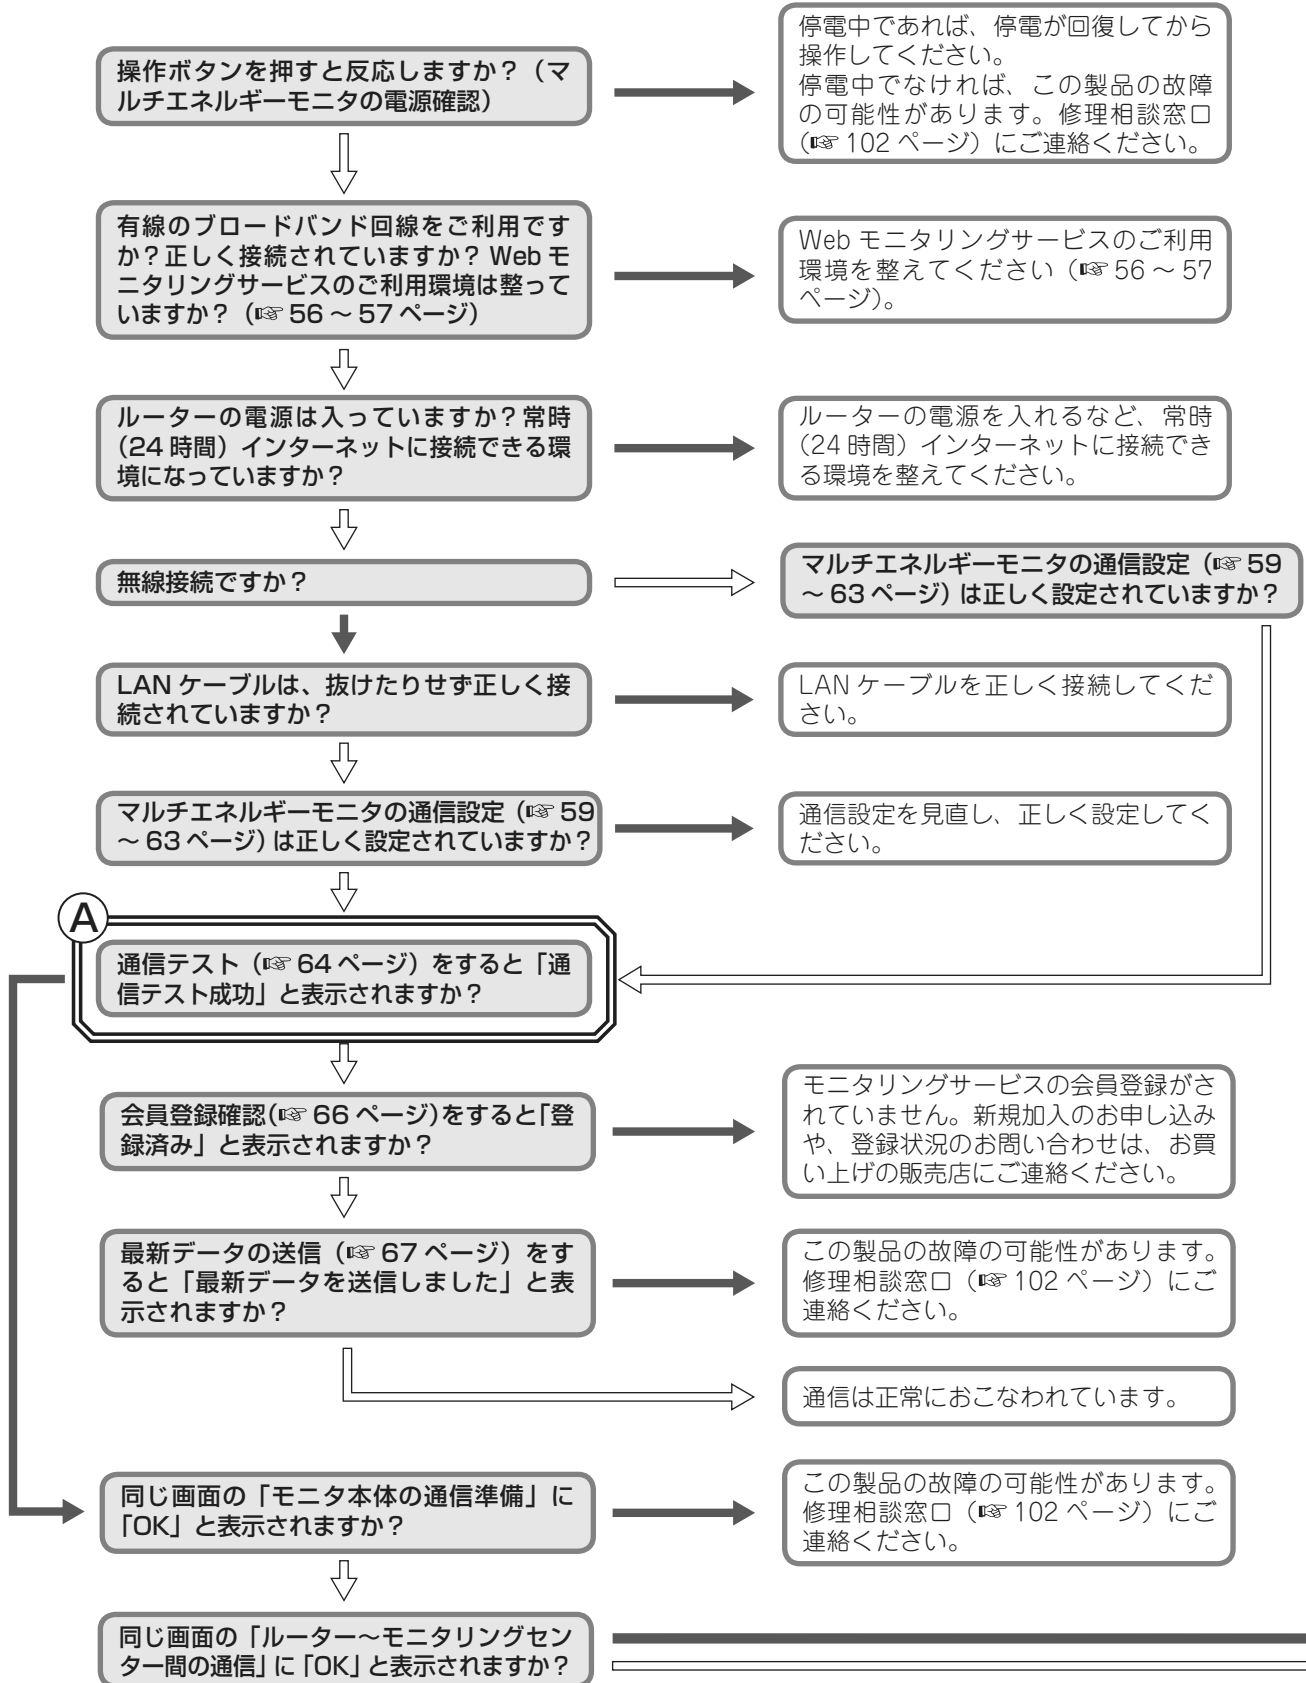 操作ボタンを押すと反応しますか？（マ
ルチエネルギーモニタの電源確認）
停電中であれば、停電が回復してから
操作してください。
停電中でなければ、この製品の故障
の可能性があります。修理相談窓口
（☞ 102 ページ）にご連絡ください。
有線のブロードバンド回線をご利用です
か？正しく接続されていますか？ Web モ
ニタリングサービスのご利用環境は整って
いますか？（☞ 56 ～ 57 ページ）
Web モニタリングサービスのご利用
環境を整えてください（☞ 56 ～ 57
ページ）。
ルーターの電源は入っていますか？常時
（24 時間）インターネットに接続できる環
境になっていますか？
ルーターの電源を入れるなど、常時
（24 時間）インターネットに接続でき
る環境を整えてください。
無線接続ですか？
マルチエネルギーモニタの通信設定（☞ 59
～ 63 ページ）は正しく設定されていますか？
LAN ケーブルは、抜けたりせず正しく接
続されていますか？
LAN ケーブルを正しく接続してくだ
さい。
マルチエネルギーモニタの通信設定（☞ 59
～ 63 ページ）は正しく設定されていますか？
通信設定を見直し、正しく設定してく
ださい。
A
通信テスト（☞ 64 ページ）をすると「通
信テスト成功」と表示されますか？
会員登録確認（☞ 66 ページ）をすると「登
録済み」と表示されますか？
モニタリングサービスの会員登録がさ
れていません。新規加入のお申し込み
や、登録状況のお問い合わせは、お買
い上げの販売店にご連絡ください。
最新データの送信（☞ 67 ページ）をす
ると「最新データを送信しました」と表
示されますか？
この製品の故障の可能性があります。
修理相談窓口（☞ 102 ページ）にご
連絡ください。
通信は正常におこなわれています。
同じ画面の「モニタ本体の通信準備」に
「OK」と表示されますか？
この製品の故障の可能性があります。
修理相談窓口（☞ 102 ページ）にご
連絡ください。
同じ画面の「ルーター～モニタリングセン
ター間の通信」に「OK」と表示されますか？